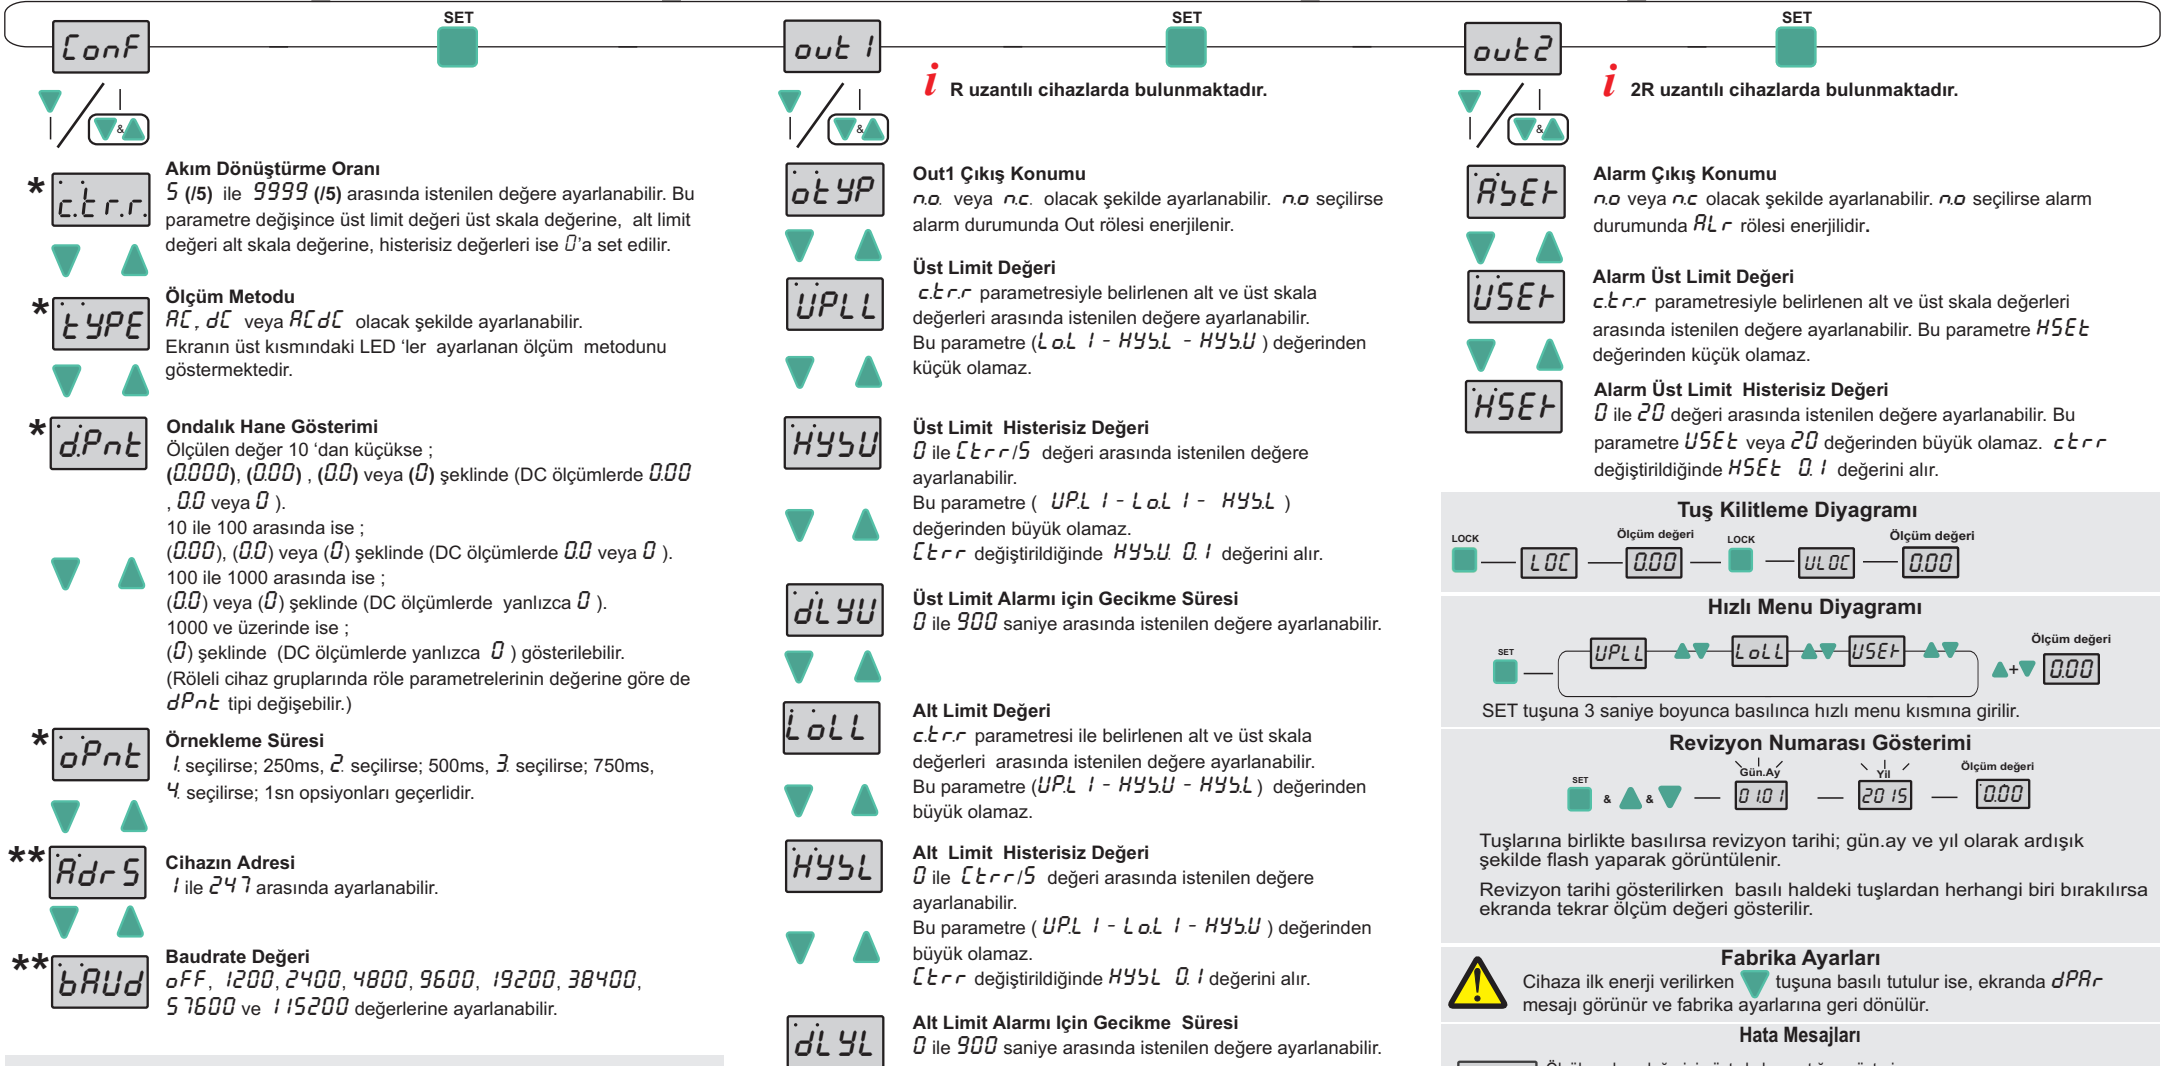 ConF
SET
* c.t.r.r.
Akım Dönüştürme Oranı
5 (/5) ile 9999 (/5) arasında istenilen değere ayarlanabilir. Bu
parametre değişince üst limit değeri üst skala değerine, alt limit
değeri alt skala değerine, histerisiz değerleri ise 0'a set edilir.
* tYPE
Ölçüm Metodu
AC, dC veya ACdC olacak şekilde ayarlanabilir.
Ekranın üst kısmındaki LED 'ler ayarlanan ölçüm metodunu
göstermektedir.
* d.Pnt
Ondalık Hane Gösterimi
Ölçülen değer 10 'dan küçükse ;
(0.000), (0.00) , (0.0) veya (0) şeklinde (DC ölçümlerde 0.00
, 0.0 veya 0 ).
10 ile 100 arasında ise ;
(0.00), (0.0) veya (0) şeklinde (DC ölçümlerde 0.0 veya 0 ).
100 ile 1000 arasında ise ;
(0.0) veya (0) şeklinde (DC ölçümlerde yanlızca 0 ).
1000 ve üzerinde ise ;
(0) şeklinde (DC ölçümlerde yanlızca 0 ) gösterilebilir.
(Röleli cihaz gruplarında röle parametrelerinin değerine göre de
dPnt tipi değişebilir.)
* oPnt
Örnekleme Süresi
1. seçilirse; 250ms, 2. seçilirse; 500ms, 3. seçilirse; 750ms,
4. seçilirse; 1sn opsiyonları geçerlidir.
** AdrS
Cihazın Adresi
1 ile 247 arasında ayarlanabilir.
** bAUd
Baudrate Değeri
oFF, 1200, 2400, 4800, 9600, 19200, 38400,
57600 ve 115200 değerlerine ayarlanabilir.
out 1
SET
i R uzantılı cihazlarda bulunmaktadır.
otYP
Out1 Çıkış Konumu
n.o. veya n.c. olacak şekilde ayarlanabilir. n.o seçilirse
alarm durumunda Out rölesi enerjilenir.
UPLL
Üst Limit Değeri
c.t.r.r parametresiyle belirlenen alt ve üst skala
değerleri arasında istenilen değere ayarlanabilir.
Bu parametre (Lo.L 1 - HYS.L - HYS.U ) değerinden
küçük olamaz.
HYSU
Üst Limit Histerisiz Değeri
0 ile Ctrr/5 değeri arasında istenilen değere
ayarlanabilir.
Bu parametre ( UP.L 1 - Lo.L 1 - HYS.L )
değerinden büyük olamaz.
Ctrr değiştirildiğinde HYS.U. 0.1 değerini alır.
dLYU
Üst Limit Alarmı için Gecikme Süresi
0 ile 900 saniye arasında istenilen değere ayarlanabilir.
LoLL
Alt Limit Değeri
c.t.r.r parametresi ile belirlenen alt ve üst skala
değerleri arasında istenilen değere ayarlanabilir.
Bu parametre (UP.L 1 - HYS.U - HYS.L ) değerinden
büyük olamaz.
HYSL
Alt Limit Histerisiz Değeri
0 ile Ctrr/5 değeri arasında istenilen değere
ayarlanabilir.
Bu parametre ( UP.L 1 - Lo.L 1 - HYS.U ) değerinden
büyük olamaz.
Ctrr değiştirildiğinde HYSL 0.1 değerini alır.
dLYL
Alt Limit Alarmı Için Gecikme Süresi
0 ile 900 saniye arasında istenilen değere ayarlanabilir.
out2
SET
i 2R uzantılı cihazlarda bulunmaktadır.
ASEt
Alarm Çıkış Konumu
n.o veya n.c olacak şekilde ayarlanabilir. n.o seçilirse alarm
durumunda ALr rölesi enerjilidir.
USEt
Alarm Üst Limit Değeri
c.t.r.r parametresiyle belirlenen alt ve üst skala değerleri
arasında istenilen değere ayarlanabilir. Bu parametre HSEt
değerinden küçük olamaz.
HSEt
Alarm Üst Limit Histerisiz Değeri
0 ile 20 değeri arasında istenilen değere ayarlanabilir. Bu
parametre USEt veya 20 değerinden büyük olamaz. ctrr
değiştirildiğinde HSEt 0.1 değerini alır.
Tuş Kilitleme Diyagramı
LOCK Ölçüm değeri LOCK Ölçüm değeri
LOC 0.00 ULOC 0.00
Hızlı Menu Diyagramı
Ölçüm değeri
SET UPLL LoLL USEt + 0.00
SET tuşuna 3 saniye boyunca basılınca hızlı menu kısmına girilir.
Revizyon Numarası Gösterimi
SET Gün.Ay Yil Ölçüm değeri
& & 01.01 2015 0.00
Tuşlarına birlikte basılırsa revizyon tarihi; gün.ay ve yıl olarak ardışık
şekilde flash yaparak görüntülenir.
Revizyon tarihi gösterilirken basılı haldeki tuşlardan herhangi biri bırakılırsa
ekranda tekrar ölçüm değeri gösterilir.
Fabrika Ayarları
Cihaza ilk enerji verilirken tuşuna basılı tutulur ise, ekranda dPAr
mesajı görünür ve fabrika ayarlarına geri dönülür.
Hata Mesajları